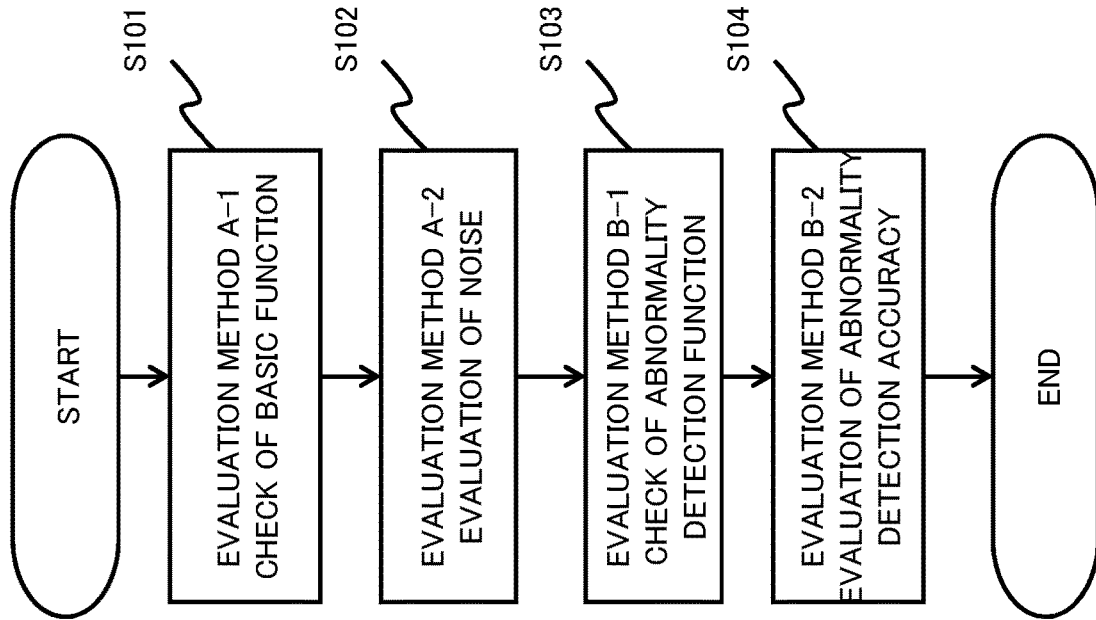 START
S101
EVALUATION METHOD A-1
CHECK OF BASIC FUNCTION
S102
EVALUATION METHOD A-2
EVALUATION OF NOISE
S103
EVALUATION METHOD B-1
CHECK OF ABNORMALITY
DETECTION FUNCTION
S104
EVALUATION METHOD B-2
EVALUATION OF ABNORMALITY
DETECTION ACCURACY
END